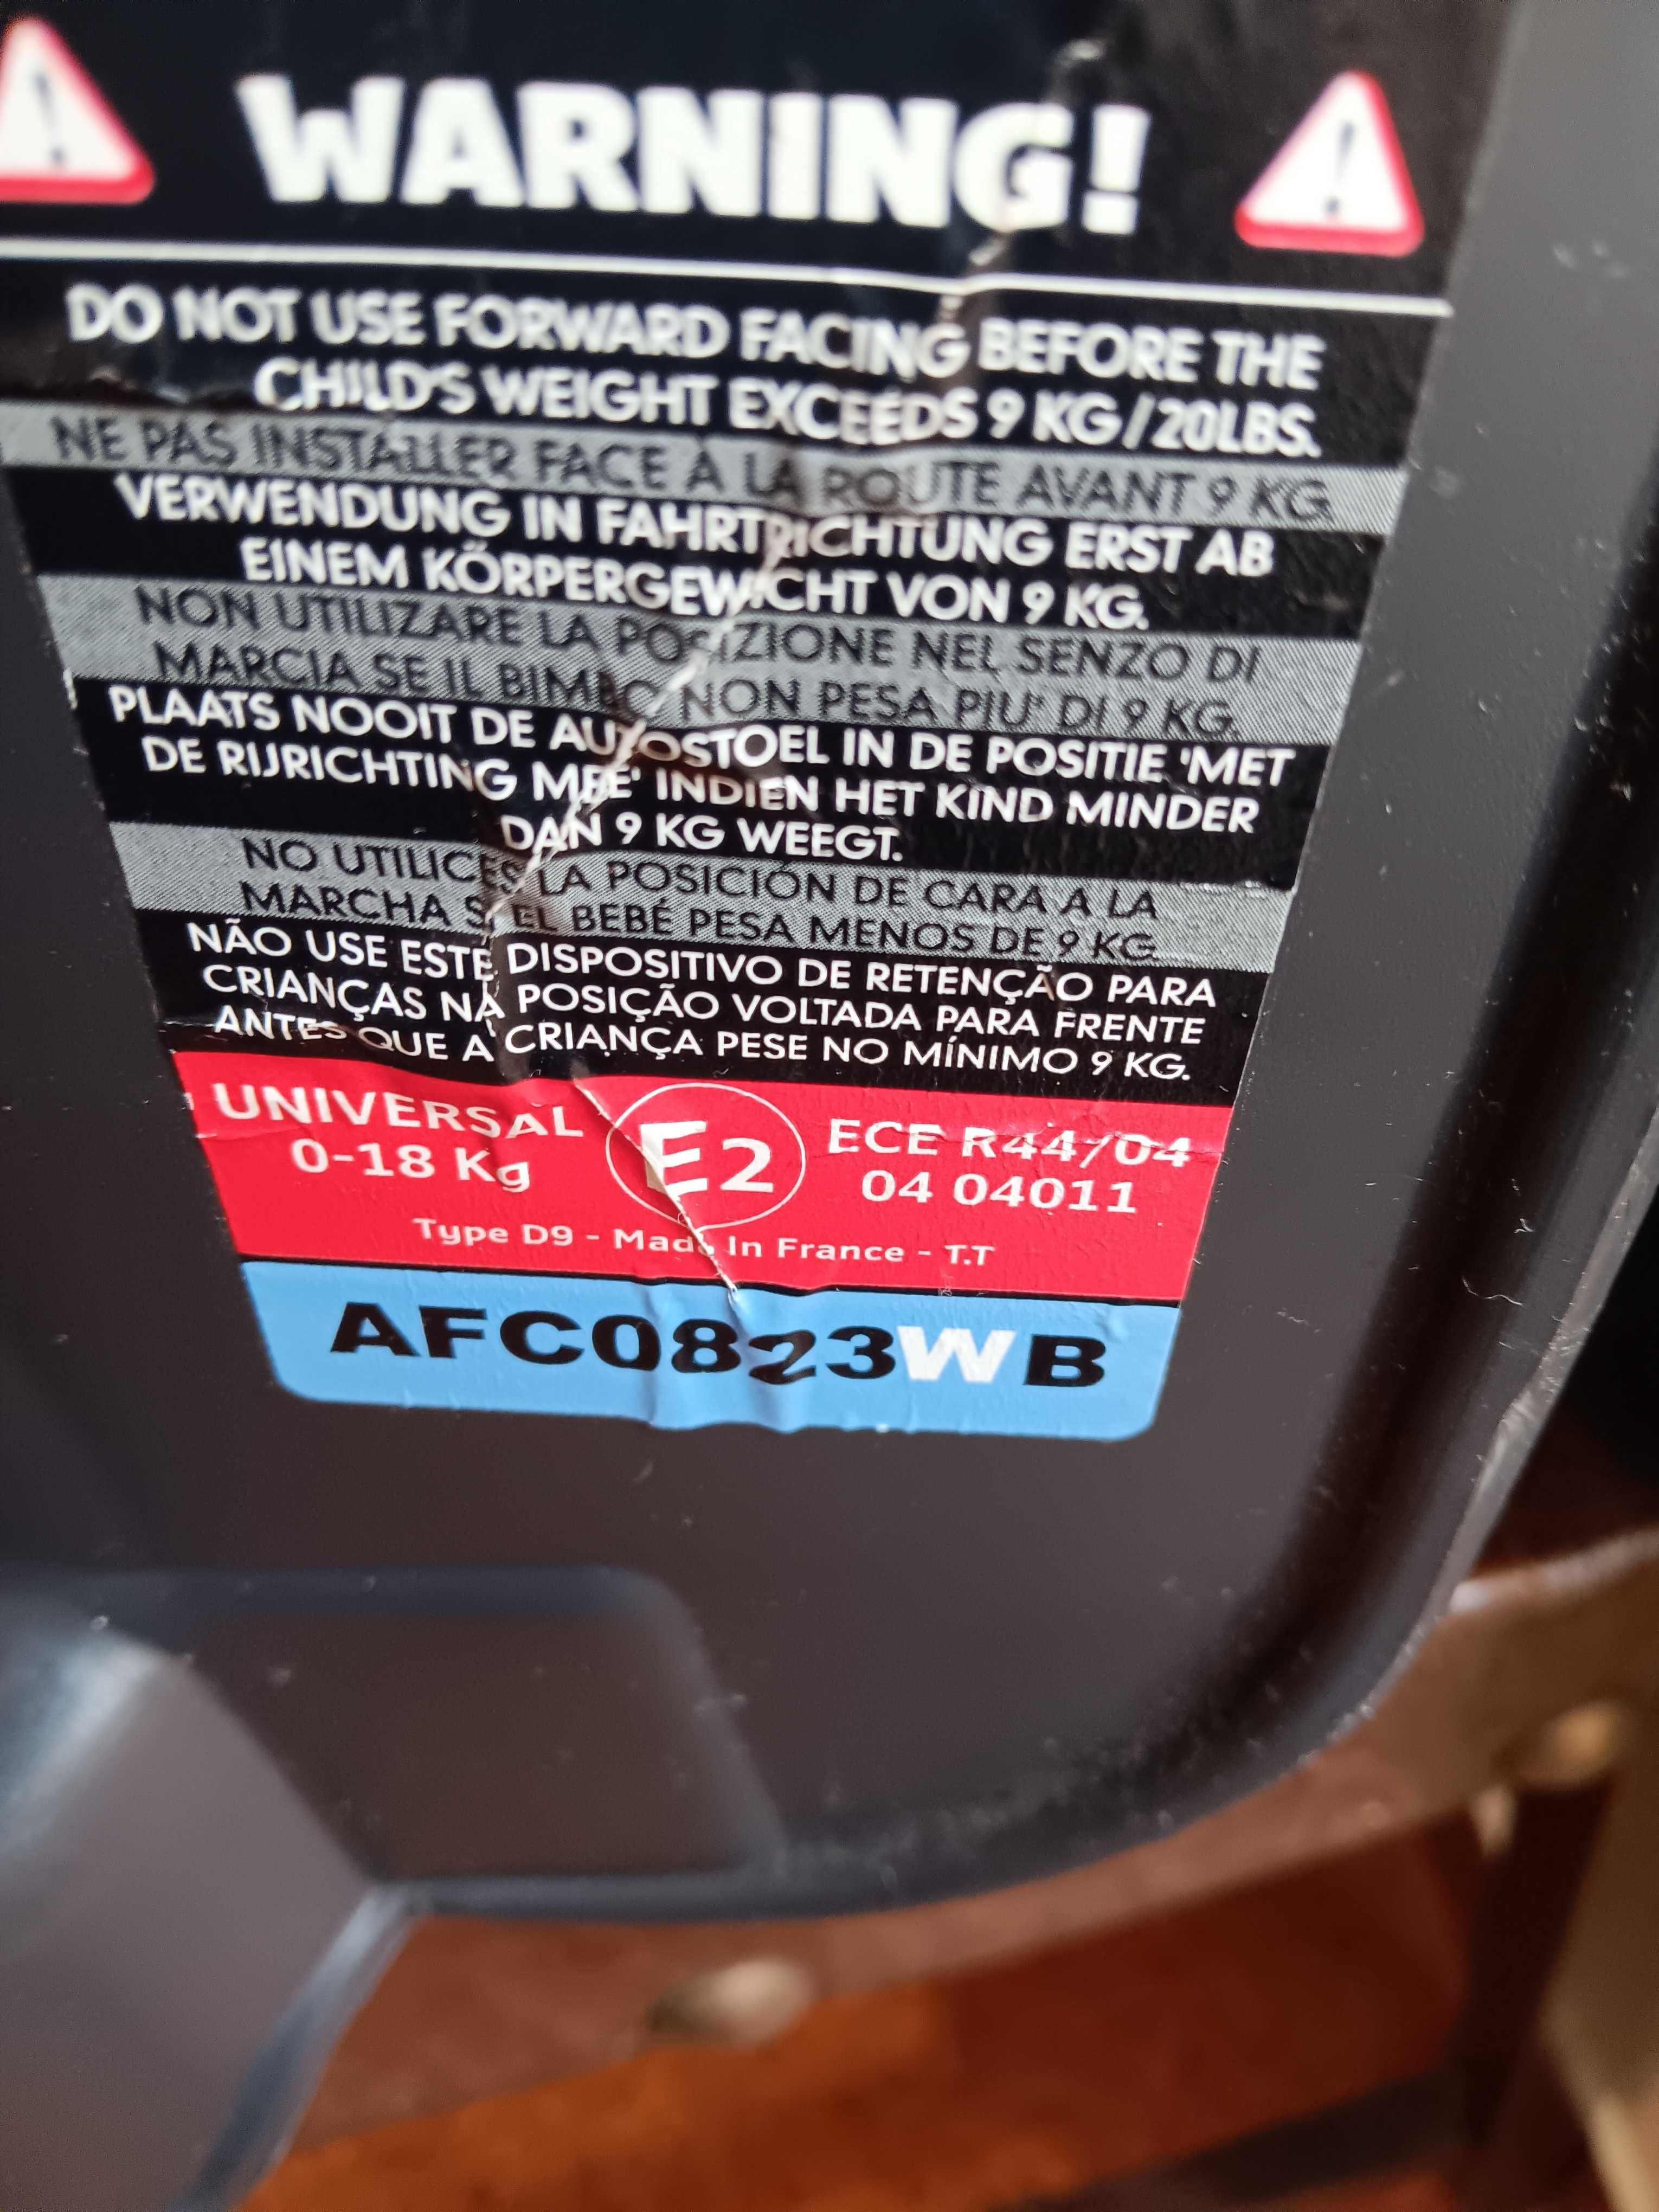 WARNING!
DO NOT USE FORWARD FACING BEFORE THE
CHILD'S WEIGHT EXCEEDS 9 KG/20LBS.
NE PAS INSTALLER FACE À LA ROUTE AVANT 9 KG.
VERWENDUNG IN FAHRTRICHTUNG ERST AB
EINEM KÖRPERGEWICHT VON 9 KG.
NON UTILIZARE LA POSIZIONE NEL SENZO DI
MARCIA SE IL BIMBO NON PESA PIU' DI 9 KG.
PLAATS NOOIT DE AUTOSTOEL IN DE POSITIE 'MET
DE RIJRICHTING MEE' INDIEN HET KIND MINDER
DAN 9 KG WEEGT.
NO UTILICES LA POSICIÓN DE CARA A LA
MARCHA SI EL BEBÉ PESA MENOS DE 9 KG.
NÃO USE ESTE DISPOSITIVO DE RETENÇÃO PARA
CRIANÇAS NA POSIÇÃO VOLTADA PARA FRENTE
ANTES QUE A CRIANÇA PESE NO MÍNIMO 9 KG.
UNIVERSAL E2 ECE R44/04
0-18 Kg 04 04011
Type D9 - Made In France - T.T
AFC0823WB